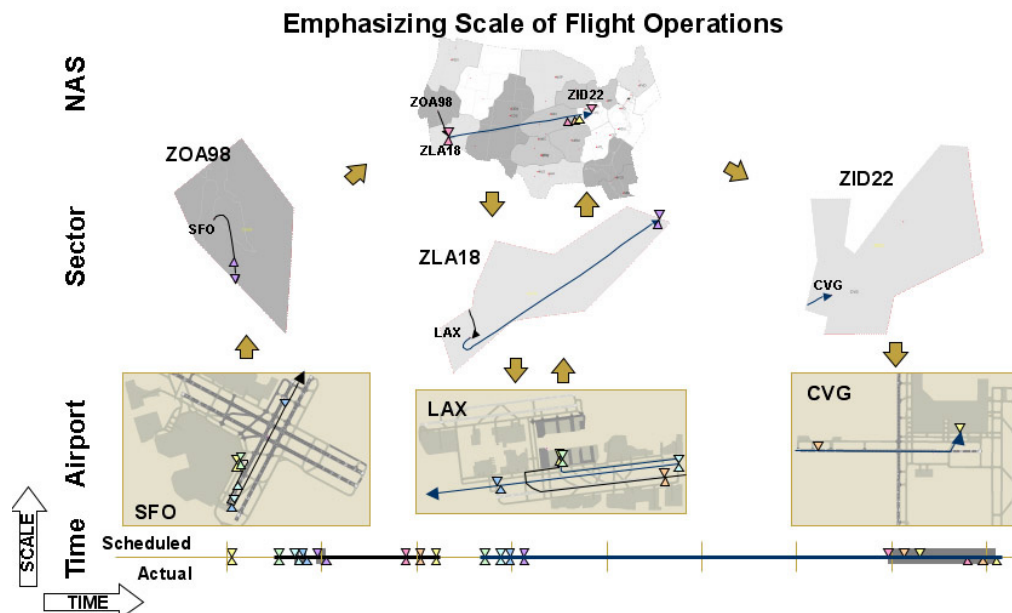 Emphasizing Scale of Flight Operations
NAS
ZOA98
ZID22
ZLA18
Sector
ZOA98
SFO
ZLA18
LAX
ZID22
CVG
Airport
SFO
LAX
CVG
Time
Scheduled
Actual
SCALE
TIME